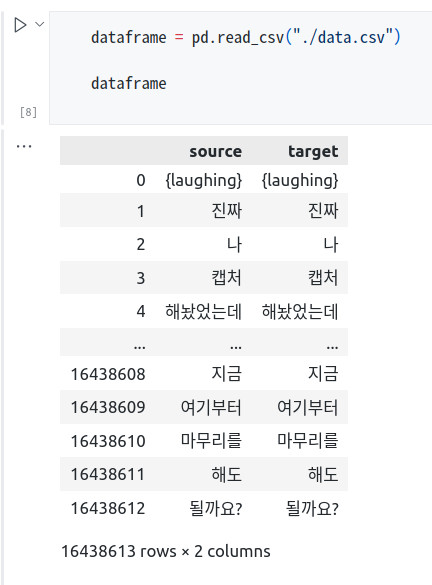 dataframe = pd.read_csv("./data.csv")
dataframe
[8]
...
source target
0 {laughing} {laughing}
1 진짜 진짜
2 나 나
3 캡처 캡처
4 해놨었는데 해놨었는데
... ... ...
16438608 지금 지금
16438609 여기부터 여기부터
16438610 마무리를 마무리를
16438611 해도 해도
16438612 될까요? 될까요?
16438613 rows × 2 columns